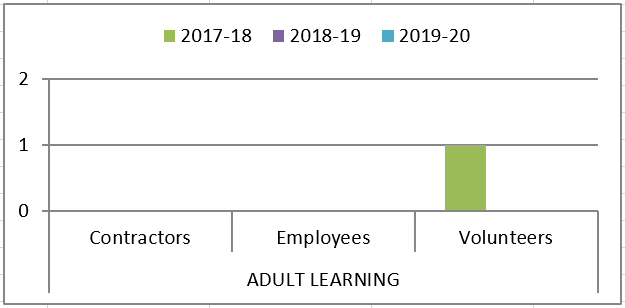 2017-18 2018-19 2019-20
2
1
0
Contractors Employees Volunteers
ADULT LEARNING